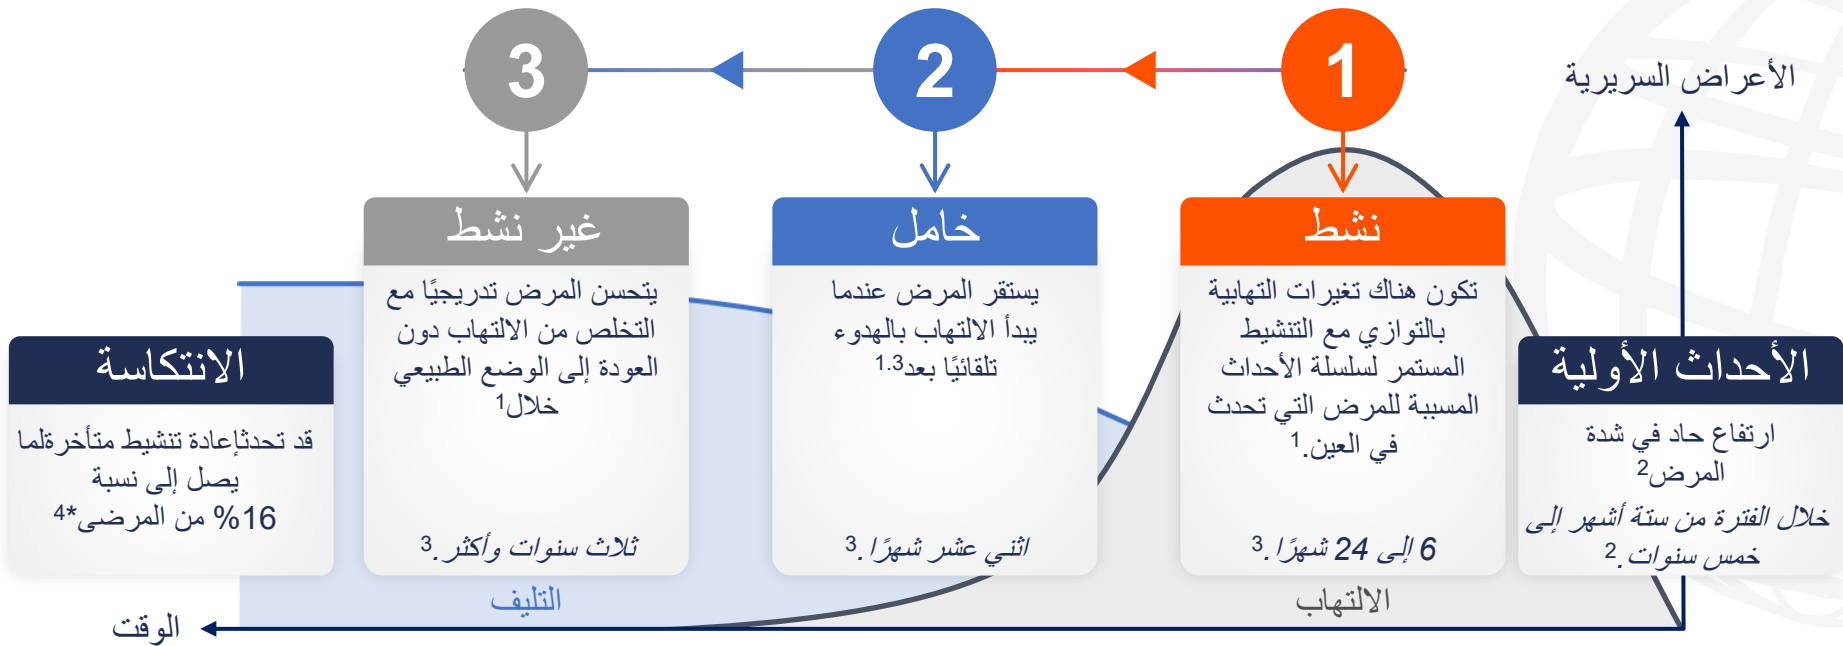 1
2
3
الأعراض السريرية
الأحداث الأولية
ارتفاع حاد في شدة
المرض2
خلال الفترة من ستة أشهر إلى
خمس سنوات.2
نشط
تكون هناك تغيرات التهابية
بالتوازي مع التنشيط
المستمر لسلسلة الأحداث
المسببة للمرض التي تحدث
في العين.1
6 إلى 24 شهرًا.3
خامل
يستقر المرض عندما
يبدأ الالتهاب بالهدوء
تلقائيًا بعد1.3
اثني عشر شهرًا.3
غير نشط
يتحسن المرض تدريجيًا مع
التخلص من الالتهاب دون
العودة إلى الوضع الطبيعي
خلال1
ثلاث سنوات وأكثر.3
الانتكاسة
قد تحدثإعادة تنشيط متأخرةلما
يصل إلى نسبة
16% من المرضى*4
الالتهاب
التليف
الوقت